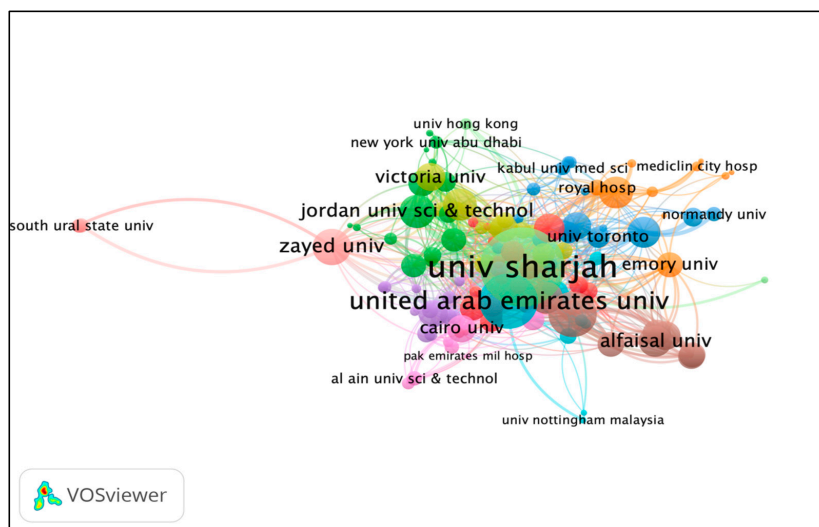 univ hong kong
new york univ abu dhabi
victoria univ
kabul univ med sci
mediclin city hosp
royal hosp
jordan univ sci & technol
normandy univ
south ural state univ
zayed univ
univ toronto
univ sharjah
emory univ
united arab emirates univ
cairo univ
alfaisal univ
pak emirates mil hosp
al ain univ sci & technol
univ nottingham malaysia
VOSviewer